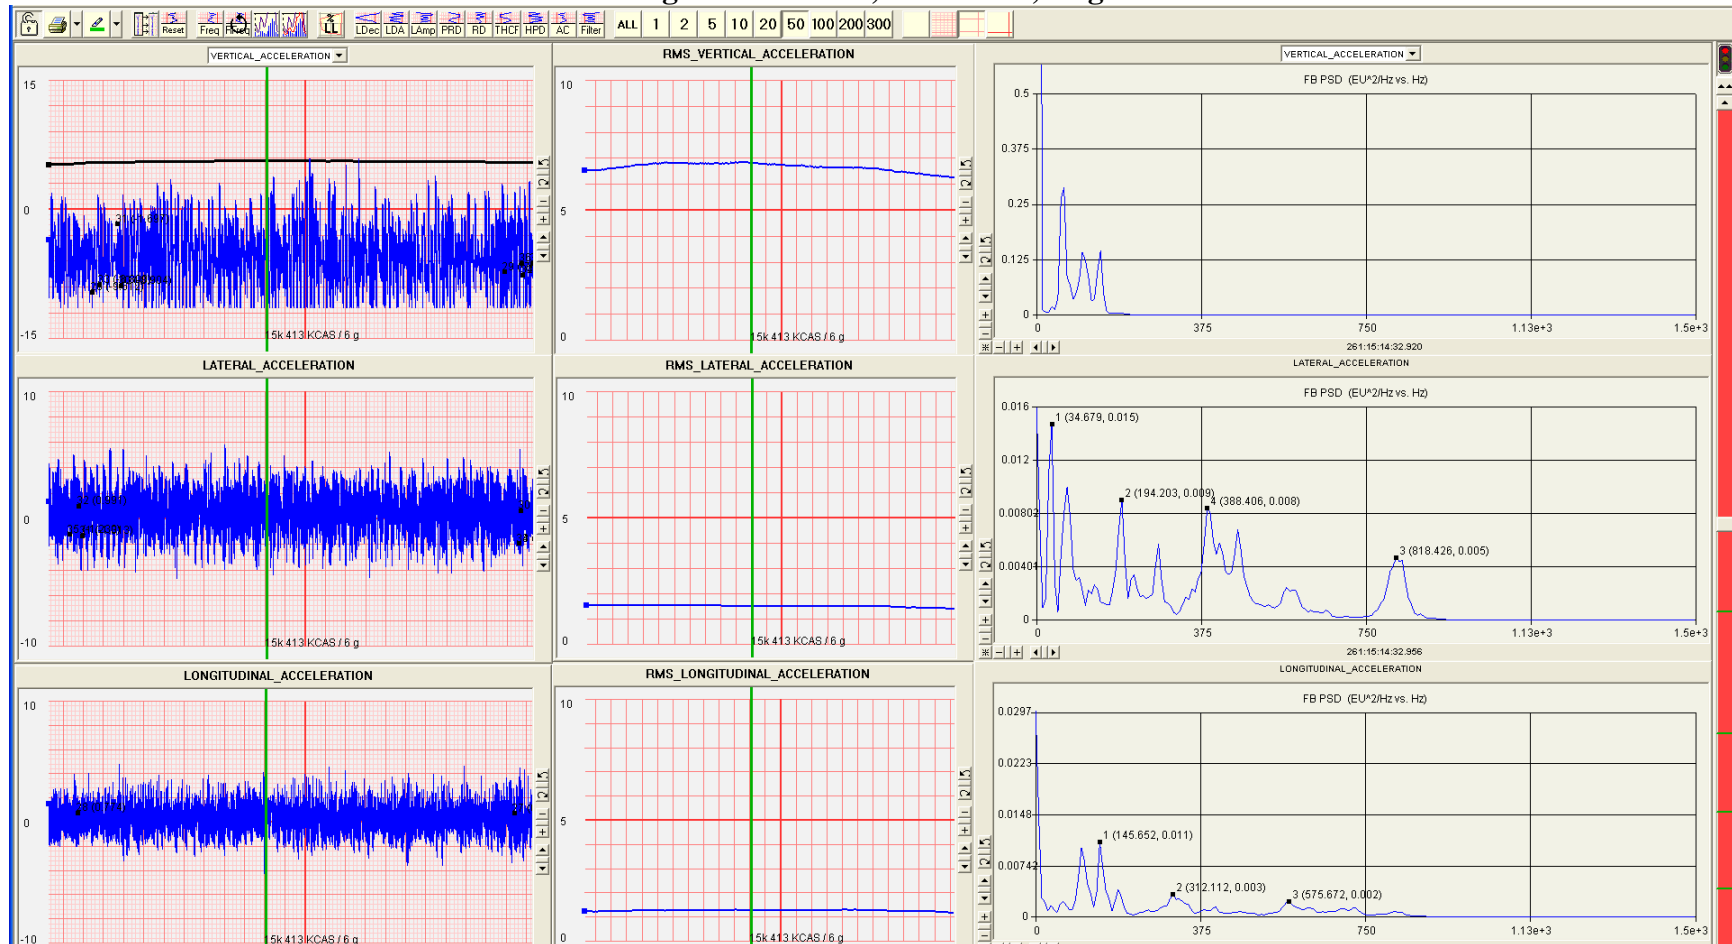 Reset Freq LL LDec LDA LAmp PRD RD THCF HPD AC Filter ALL 1 2 5 10 20 50 100 200 300
VERTICAL_ACCELERATION
15
0
-15
15k 413 KCAS / 6 g
RMS_VERTICAL_ACCELERATION
10
5
0
15k 413 KCAS / 6 g
VERTICAL_ACCELERATION
FB PSD (EU^2/Hz vs. Hz)
0.5
0.375
0.25
0.125
0
0 375 750 1.13e+3 1.5e+3
261:15:14:32.920
LATERAL_ACCELERATION
10
0
-10
15k 413 KCAS / 6 g
RMS_LATERAL_ACCELERATION
10
5
0
15k 413 KCAS / 6 g
LATERAL_ACCELERATION
FB PSD (EU^2/Hz vs. Hz)
0.016
0.012
0.00802
0.00404
0
1 (34.679, 0.015)
2 (194.203, 0.009)
4 (388.406, 0.008)
3 (818.426, 0.005)
0 375 750 1.13e+3 1.5e+3
261:15:14:32.956
LONGITUDINAL_ACCELERATION
10
0
-10
15k 413 KCAS / 6 g
RMS_LONGITUDINAL_ACCELERATION
10
5
0
15k 413 KCAS / 6 g
LONGITUDINAL_ACCELERATION
FB PSD (EU^2/Hz vs. Hz)
0.0297
0.0223
0.0148
0.00742
0
1 (145.652, 0.011)
2 (312.112, 0.003)
3 (575.672, 0.002)
0 375 750 1.13e+3 1.5e+3